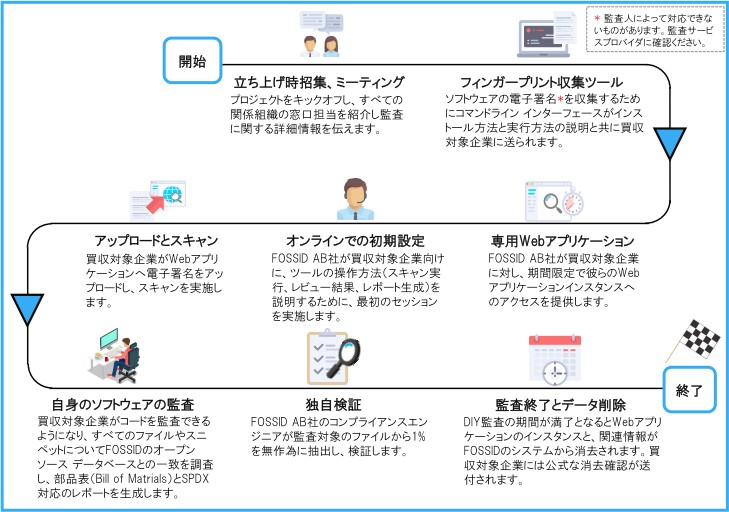 * 監査人によって対応できな
いものがあります。監査サービ
スプロバイダに確認ください。
開始
立ち上げ時招集、ミーティング
プロジェクトをキックオフし、すべての
関係組織の窓口担当を紹介し監査
に関する詳細情報を伝えます。
フィンガープリント収集ツール
ソフトウェアの電子署名*を収集するため
にコマンドライン インターフェースがインス
トール方法と実行方法の説明と共に買収
対象企業に送られます。
専用Webアプリケーション
FOSSID AB社が買収対象企業
に対し、期間限定で彼らのWeb
アプリケーションインスタンスへ
のアクセスを提供します。
オンラインでの初期設定
FOSSID AB社が買収対象企業向け
に、ツールの操作方法(スキャン実
行、レビュー結果、レポート生成)を
説明するために、最初のセッション
を実施します。
アップロードとスキャン
買収対象企業がWebアプリ
ケーションへ電子署名をアッ
プロードし、スキャンを実施し
ます。
自身のソフトウェアの監査
買収対象企業がコードを監査できる
ようになり、すべてのファイルやスニ
ペットについてFOSSIDのオープン
ソース データベースとの一致を調査
し、部品表(Bill of Matrials)とSPDX
対応のレポートを生成します。
独自検証
FOSSID AB社のコンプライアンスエン
ジニアが監査対象のファイルから1%
を無作為に抽出し、検証します。
監査終了とデータ削除
DIY監査の期間が満了となるとWebアプリ
ケーションのインスタンスと、関連情報が
FOSSIDのシステムから消去されます。買
収対象企業には公式な消去確認が送
付されます。
終了